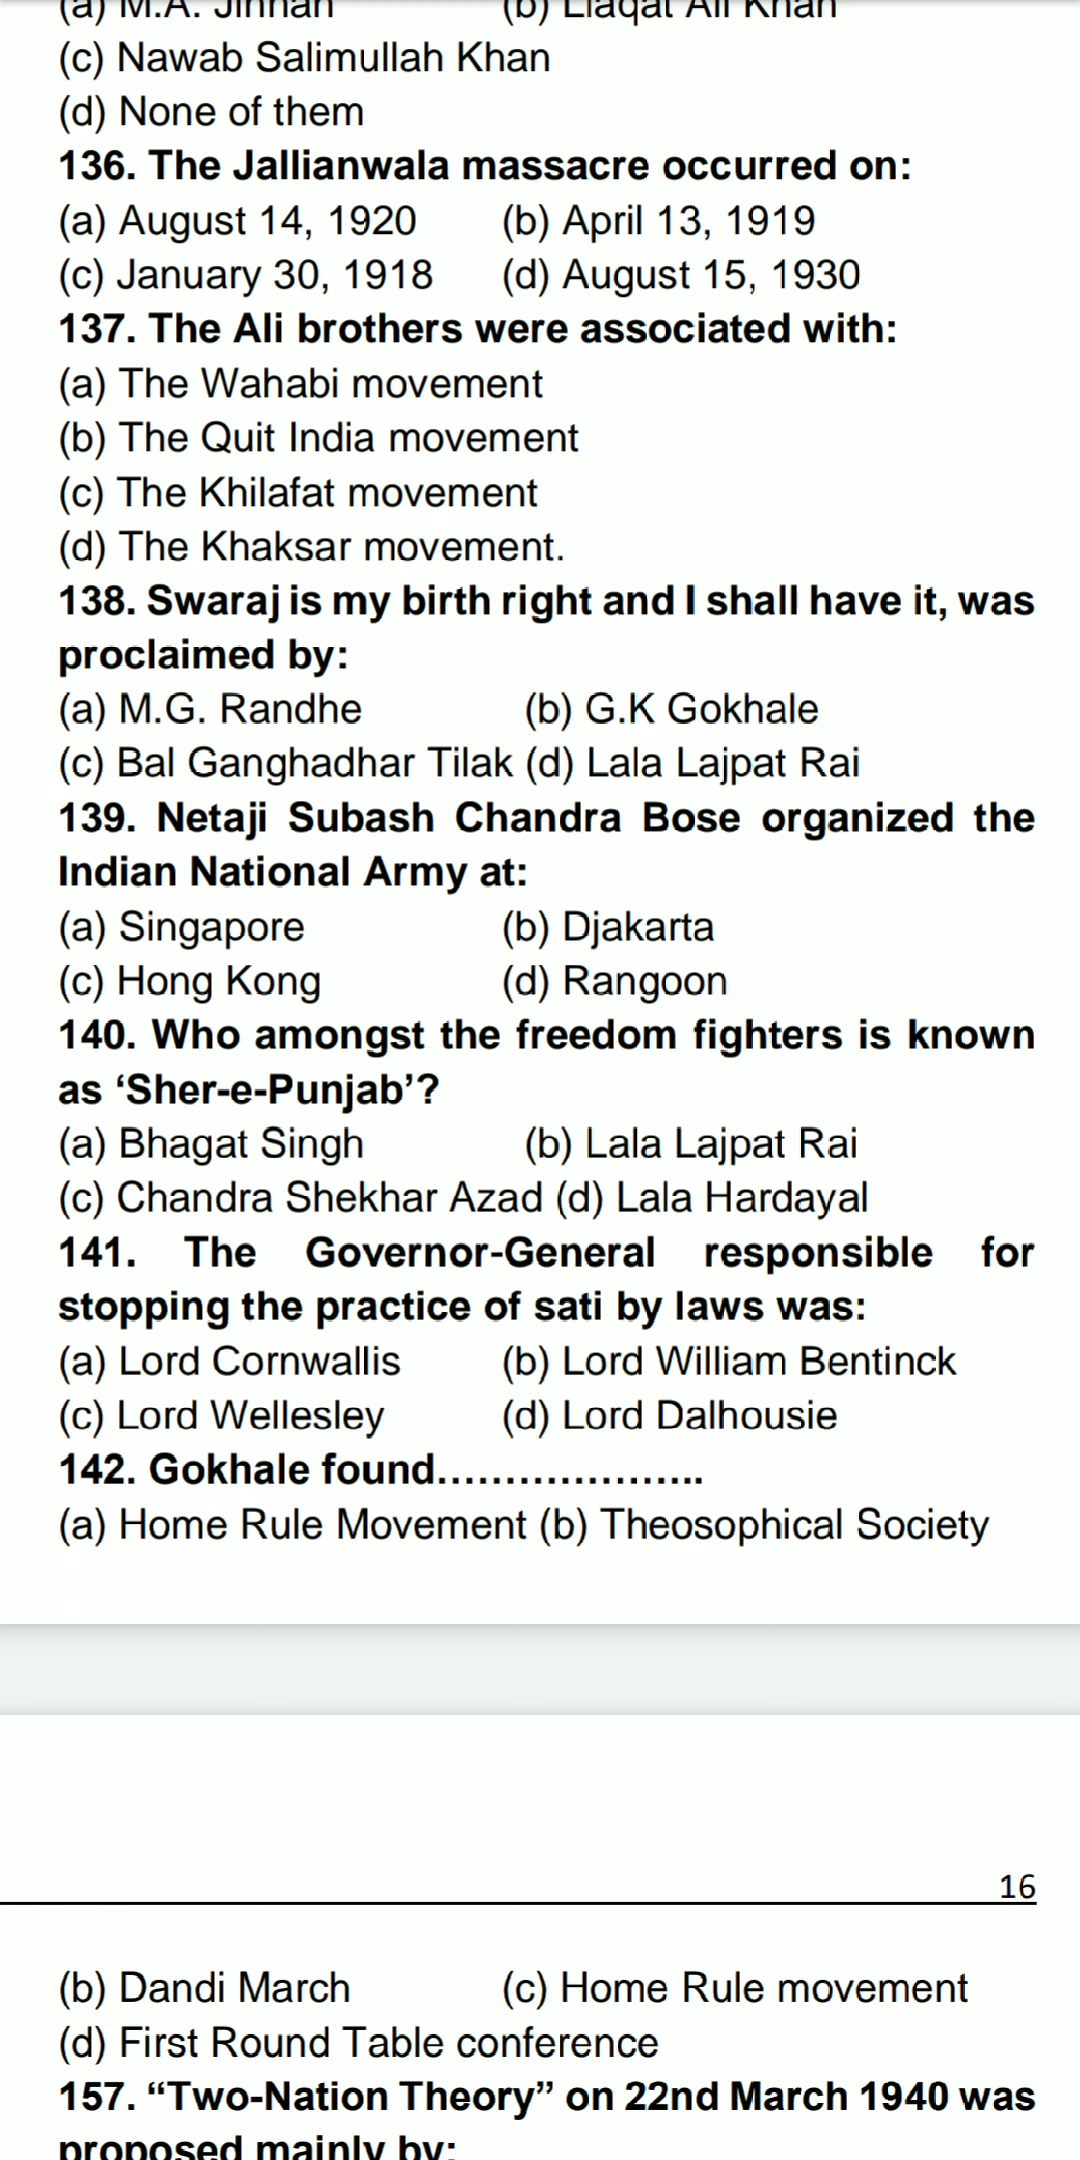 (a) M.A. Jinnah (b) Liaqat Ali Khan
(c) Nawab Salimullah Khan
(d) None of them
136. The Jallianwala massacre occurred on:
(a) August 14, 1920 (b) April 13, 1919
(c) January 30, 1918 (d) August 15, 1930
137. The Ali brothers were associated with:
(a) The Wahabi movement
(b) The Quit India movement
(c) The Khilafat movement
(d) The Khaksar movement.
138. Swaraj is my birth right and I shall have it, was
proclaimed by:
(a) M.G. Randhe (b) G.K Gokhale
(c) Bal Ganghadhar Tilak (d) Lala Lajpat Rai
139. Netaji Subash Chandra Bose organized the
Indian National Army at:
(a) Singapore (b) Djakarta
(c) Hong Kong (d) Rangoon
140. Who amongst the freedom fighters is known
as ‘Sher-e-Punjab’?
(a) Bhagat Singh (b) Lala Lajpat Rai
(c) Chandra Shekhar Azad (d) Lala Hardayal
141. The Governor-General responsible for
stopping the practice of sati by laws was:
(a) Lord Cornwallis (b) Lord William Bentinck
(c) Lord Wellesley (d) Lord Dalhousie
142. Gokhale found………………..
(a) Home Rule Movement (b) Theosophical Society
16
(b) Dandi March (c) Home Rule movement
(d) First Round Table conference
157. “Two-Nation Theory” on 22nd March 1940 was
proposed mainly by: